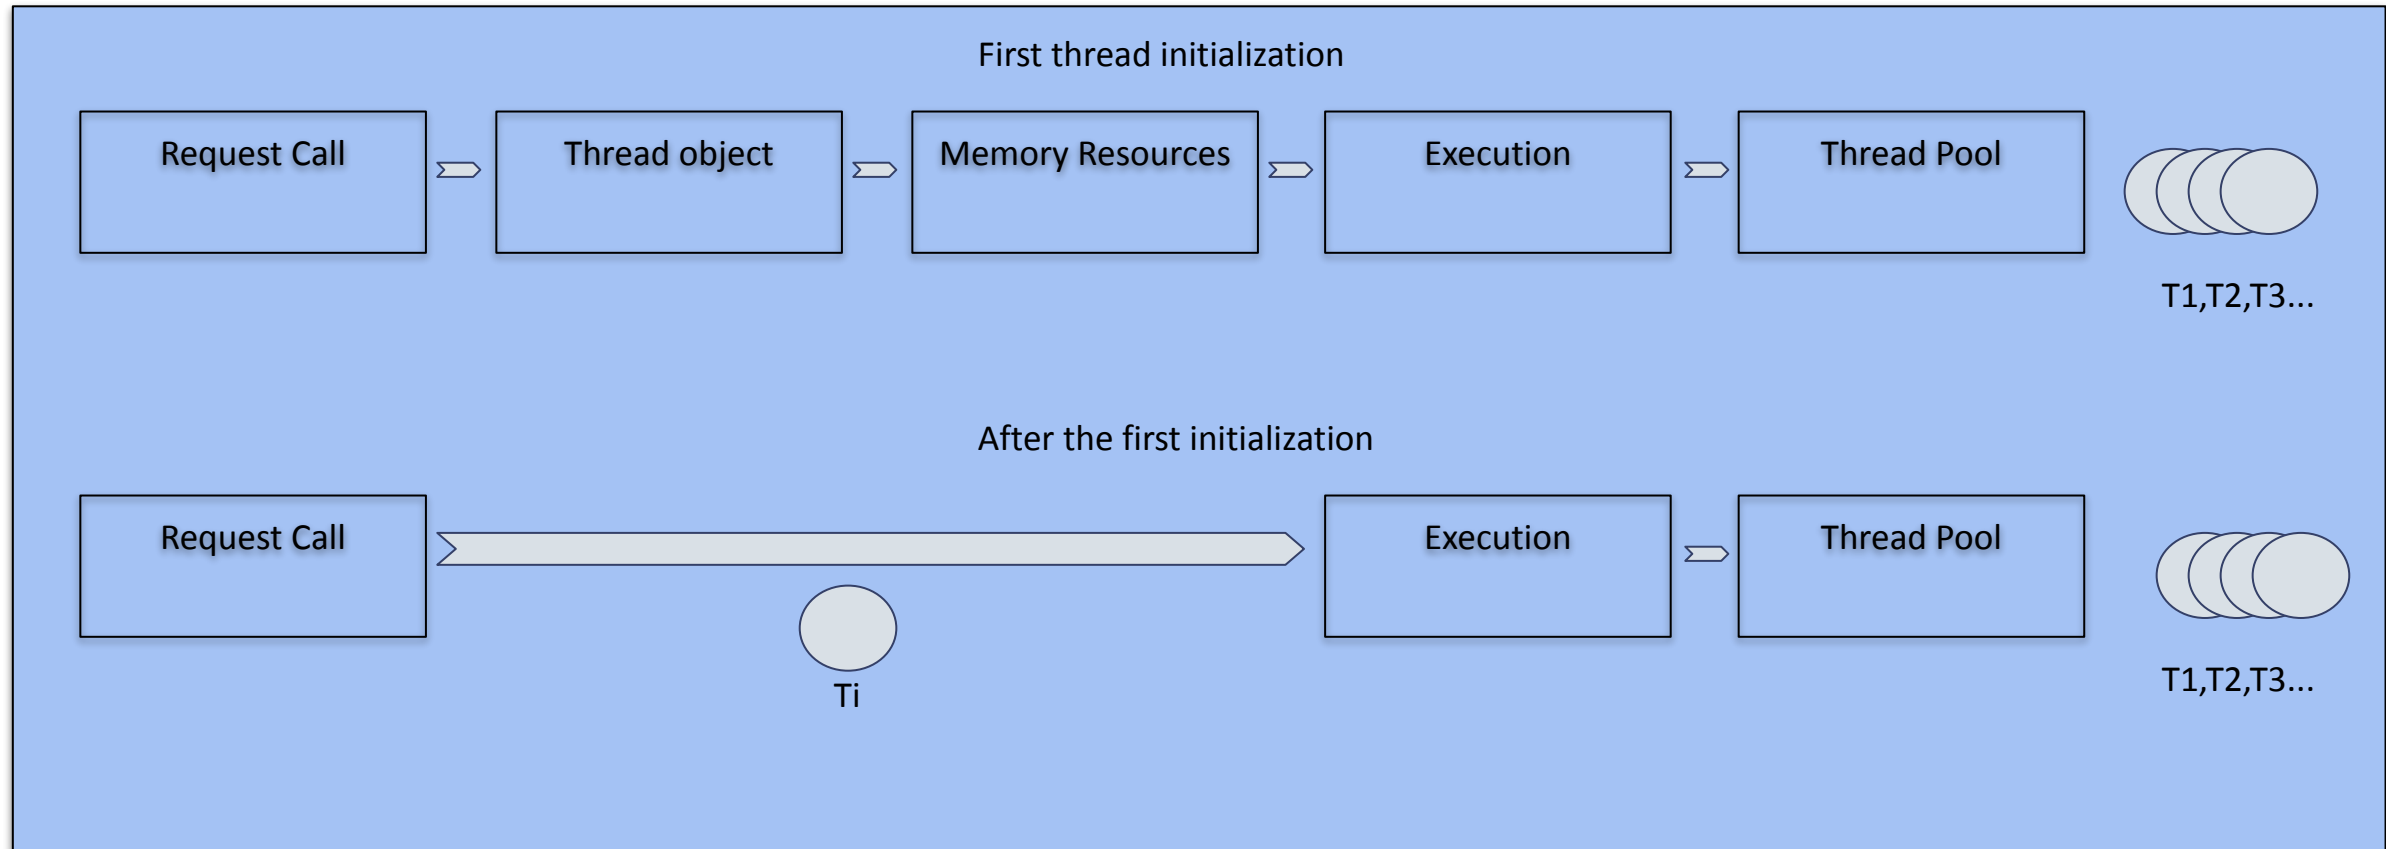 First thread initialization
Request Call
Thread object
Memory Resources
Execution
Thread Pool
T1,T2,T3...
After the first initialization
Request Call
Execution
Thread Pool
Ti
T1,T2,T3...